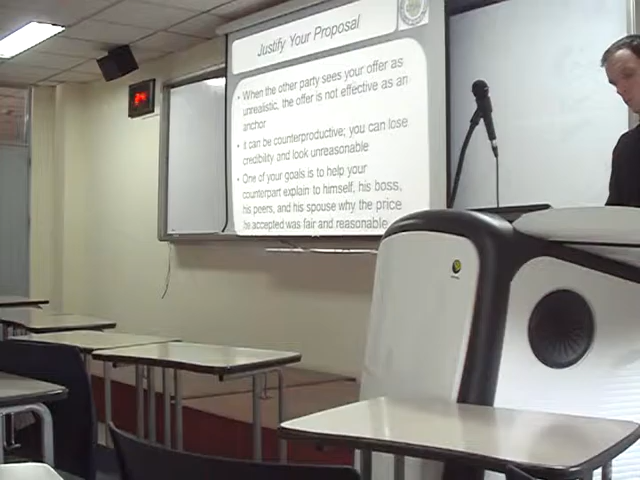 Justify Your Proposal
• When the other party sees your offer as
unrealistic, the offer is not effective as an
anchor
• it can be counterproductive; you can lose
credibility and look unreasonable
• One of your goals is to help your
counterpart explain to himself, his boss,
his peers, and his spouse why the price
he accepted was fair and reasonable